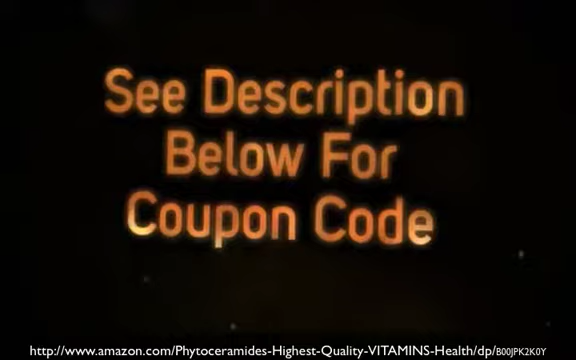 See Description
Below For
Coupon Code
http://www.amazon.com/Phytoceramides-Highest-Quality-VITAMINS-Health/dp/B00JPK2K0Y